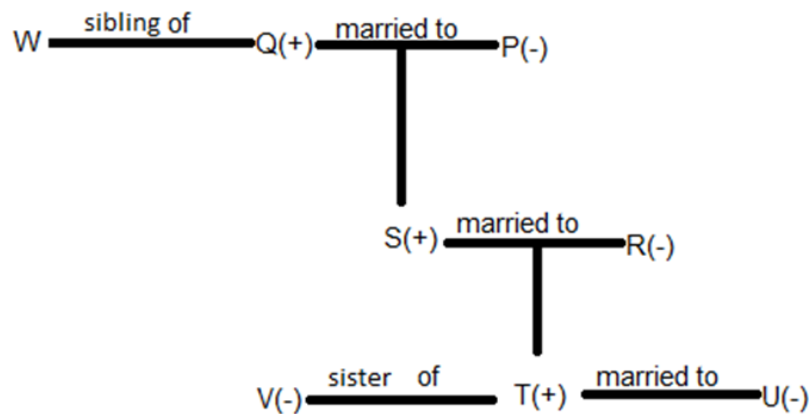 W sibling of Q(+) married to P(-)
S(+) married to R(-)
V(-) sister of T(+) married to U(-)